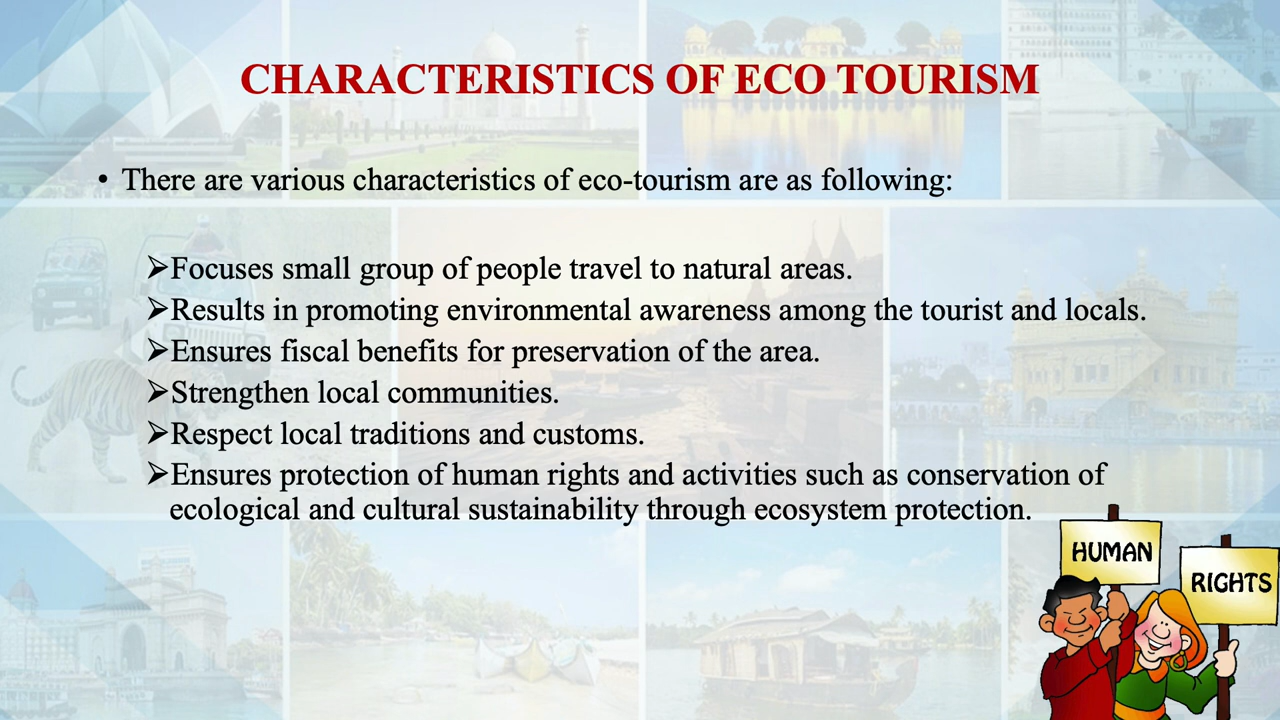 CHARACTERISTICS OF ECO TOURISM
• There are various characteristics of eco-tourism are as following:
➢Focuses small group of people travel to natural areas.
➢Results in promoting environmental awareness among the tourist and locals.
➢Ensures fiscal benefits for preservation of the area.
➢Strengthen local communities.
➢Respect local traditions and customs.
➢Ensures protection of human rights and activities such as conservation of
ecological and cultural sustainability through ecosystem protection.
HUMAN
RIGHTS